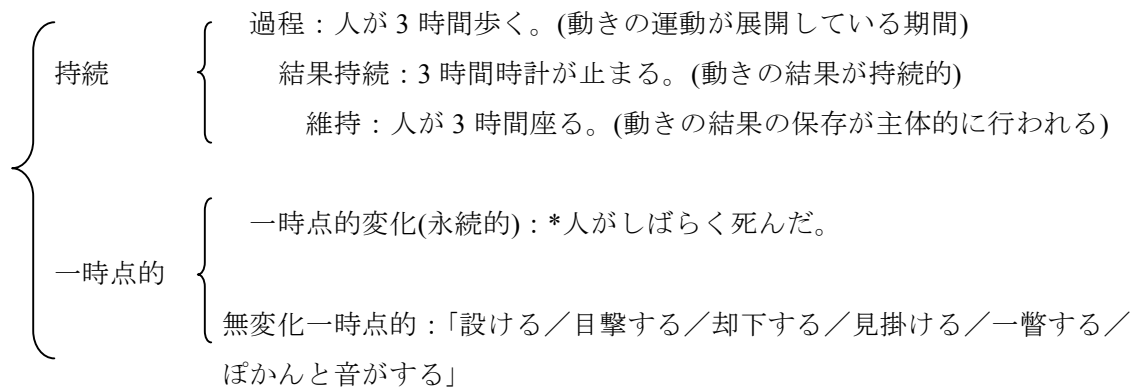 過程：人が 3 時間歩く。(動きの運動が展開している期間)
持続
結果持続：3 時間時計が止まる。(動きの結果が持続的)
維持：人が 3 時間座る。(動きの結果の保存が主体的に行われる)
一時点的変化(永続的)：*人がしばらく死んだ。
一時点的
無変化一時点的：「設ける／目撃する／却下する／見掛ける／一瞥する／
ぽかんと音がする」